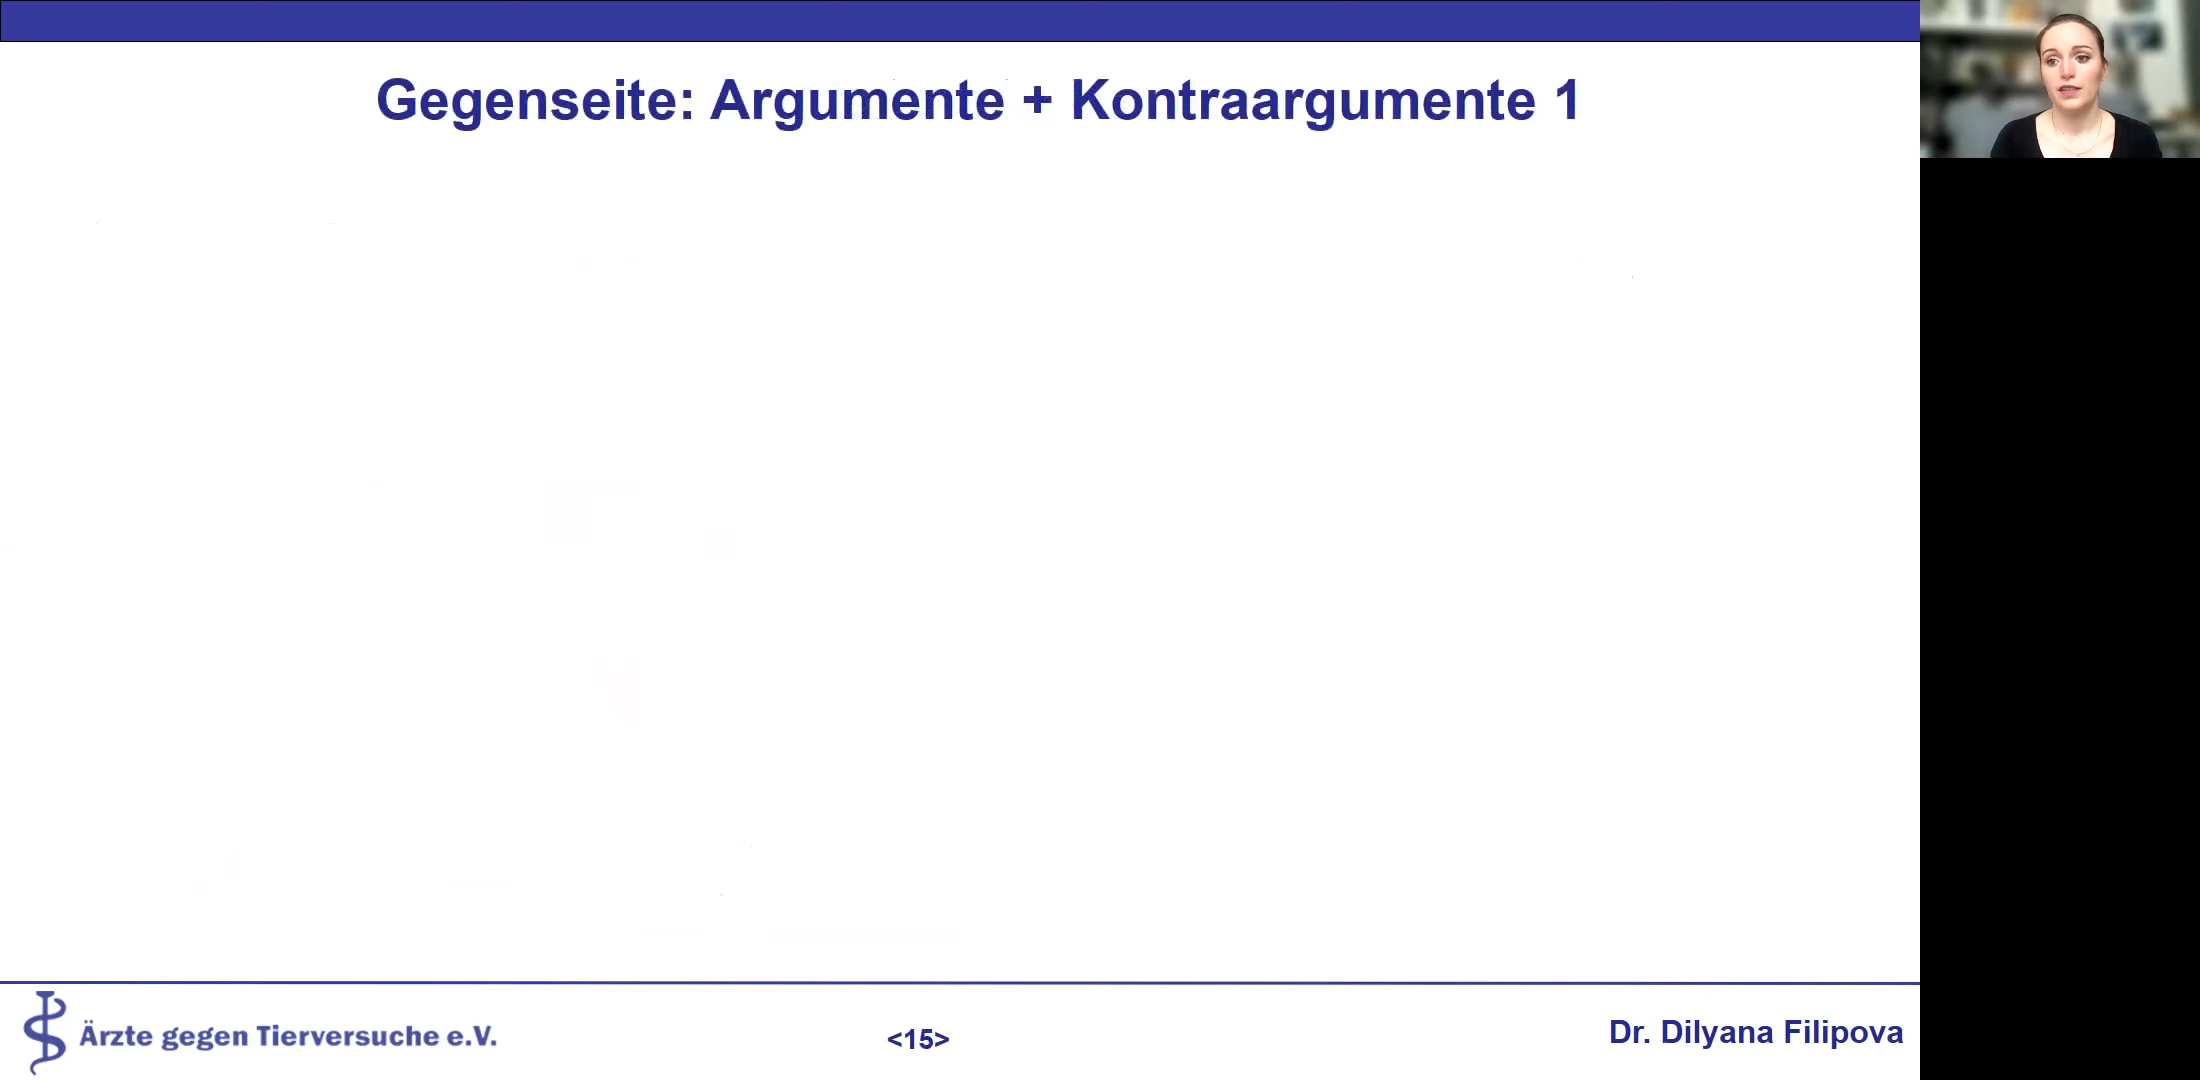 Gegenseite: Argumente + Kontraargumente 1
Ärzte gegen Tierversuche e.V.
<15>
Dr. Dilyana Filipova